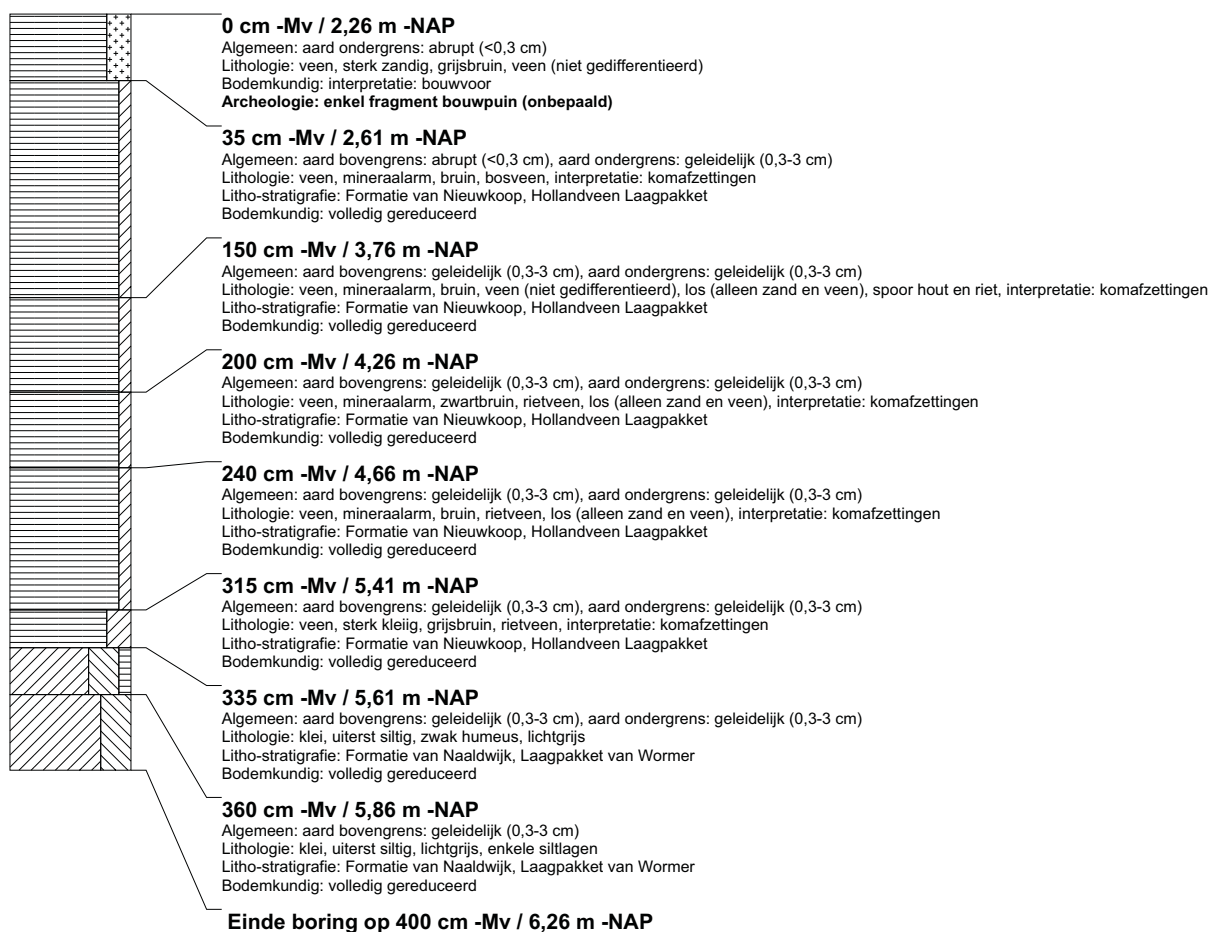 0 cm -Mv / 2,26 m -NAP
Algemeen: aard ondergrens: abrupt (<0,3 cm)
Lithologie: veen, sterk zandig, grijsbruin, veen (niet gedifferentieerd)
Bodemkundig: interpretatie: bouwvoor
Archeologie: enkel fragment bouwpuin (onbepaald)
35 cm -Mv / 2,61 m -NAP
Algemeen: aard bovengrens: abrupt (<0,3 cm), aard ondergrens: geleidelijk (0,3-3 cm)
Lithologie: veen, mineraalarm, bruin, bosveen, interpretatie: komafzettingen
Litho-stratigrafie: Formatie van Nieuwkoop, Hollandveen Laagpakket
Bodemkundig: volledig gereduceerd
150 cm -Mv / 3,76 m -NAP
Algemeen: aard bovengrens: geleidelijk (0,3-3 cm), aard ondergrens: geleidelijk (0,3-3 cm)
Lithologie: veen, mineraalarm, bruin, veen (niet gedifferentieerd), los (alleen zand en veen), spoor hout en riet, interpretatie: komafzettingen
Litho-stratigrafie: Formatie van Nieuwkoop, Hollandveen Laagpakket
Bodemkundig: volledig gereduceerd
200 cm -Mv / 4,26 m -NAP
Algemeen: aard bovengrens: geleidelijk (0,3-3 cm), aard ondergrens: geleidelijk (0,3-3 cm)
Lithologie: veen, mineraalarm, zwartbruin, rietveen, los (alleen zand en veen), interpretatie: komafzettingen
Litho-stratigrafie: Formatie van Nieuwkoop, Hollandveen Laagpakket
Bodemkundig: volledig gereduceerd
240 cm -Mv / 4,66 m -NAP
Algemeen: aard bovengrens: geleidelijk (0,3-3 cm), aard ondergrens: geleidelijk (0,3-3 cm)
Lithologie: veen, mineraalarm, bruin, rietveen, los (alleen zand en veen), interpretatie: komafzettingen
Litho-stratigrafie: Formatie van Nieuwkoop, Hollandveen Laagpakket
Bodemkundig: volledig gereduceerd
315 cm -Mv / 5,41 m -NAP
Algemeen: aard bovengrens: geleidelijk (0,3-3 cm), aard ondergrens: geleidelijk (0,3-3 cm)
Lithologie: veen, sterk kleiig, grijsbruin, rietveen, interpretatie: komafzettingen
Litho-stratigrafie: Formatie van Nieuwkoop, Hollandveen Laagpakket
Bodemkundig: volledig gereduceerd
335 cm -Mv / 5,61 m -NAP
Algemeen: aard bovengrens: geleidelijk (0,3-3 cm), aard ondergrens: geleidelijk (0,3-3 cm)
Lithologie: klei, uiterst siltig, zwak humeus, lichtgrijs
Litho-stratigrafie: Formatie van Naaldwijk, Laagpakket van Wormer
Bodemkundig: volledig gereduceerd
360 cm -Mv / 5,86 m -NAP
Algemeen: aard bovengrens: geleidelijk (0,3-3 cm)
Lithologie: klei, uiterst siltig, lichtgrijs, enkele siltlagen
Litho-stratigrafie: Formatie van Naaldwijk, Laagpakket van Wormer
Bodemkundig: volledig gereduceerd
Einde boring op 400 cm -Mv / 6,26 m -NAP